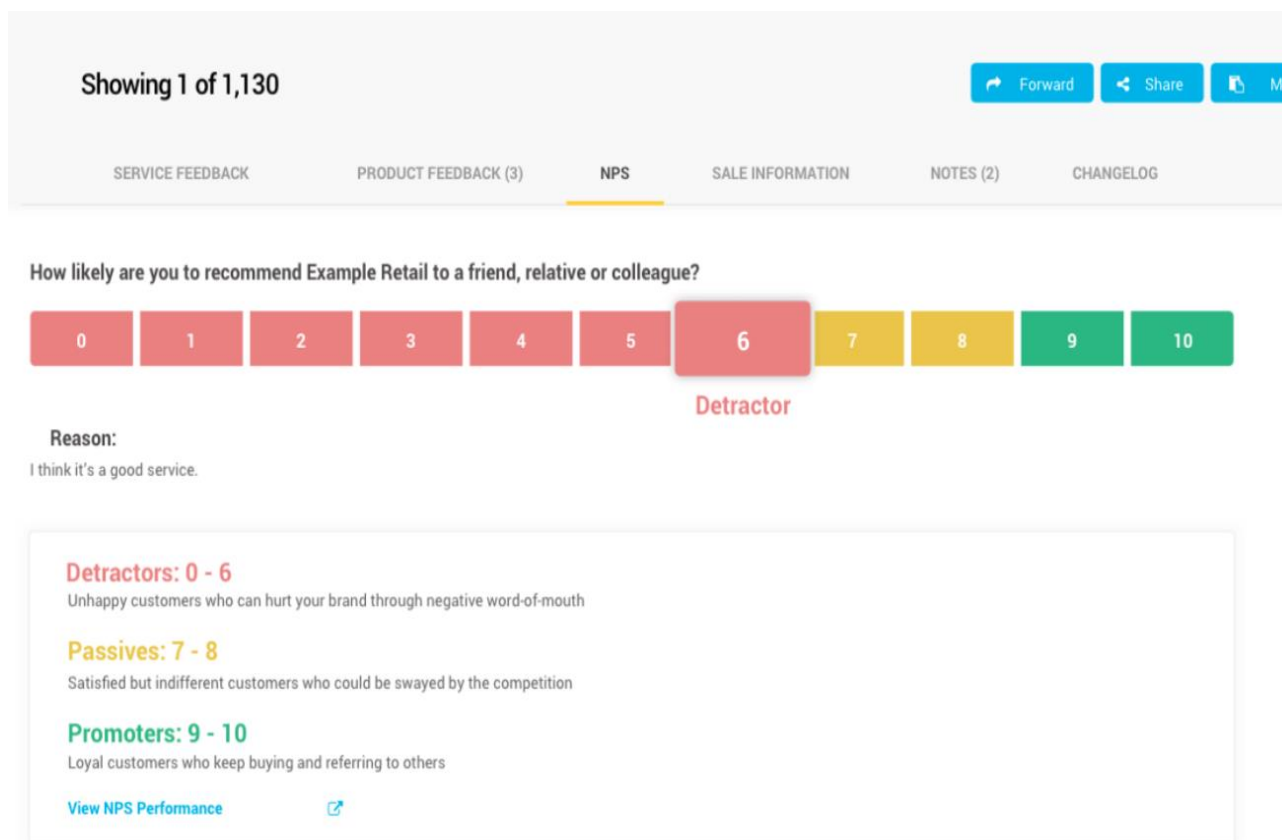 Showing 1 of 1,130
Forward Share
SERVICE FEEDBACK PRODUCT FEEDBACK (3) NPS SALE INFORMATION NOTES (2) CHANGELOG
How likely are you to recommend Example Retail to a friend, relative or colleague?
0 1 2 3 4 5 6 7 8 9 10
Detractor
Reason:
I think it's a good service.
Detractors: 0 - 6
Unhappy customers who can hurt your brand through negative word-of-mouth
Passives: 7 - 8
Satisfied but indifferent customers who could be swayed by the competition
Promoters: 9 - 10
Loyal customers who keep buying and referring to others
View NPS Performance